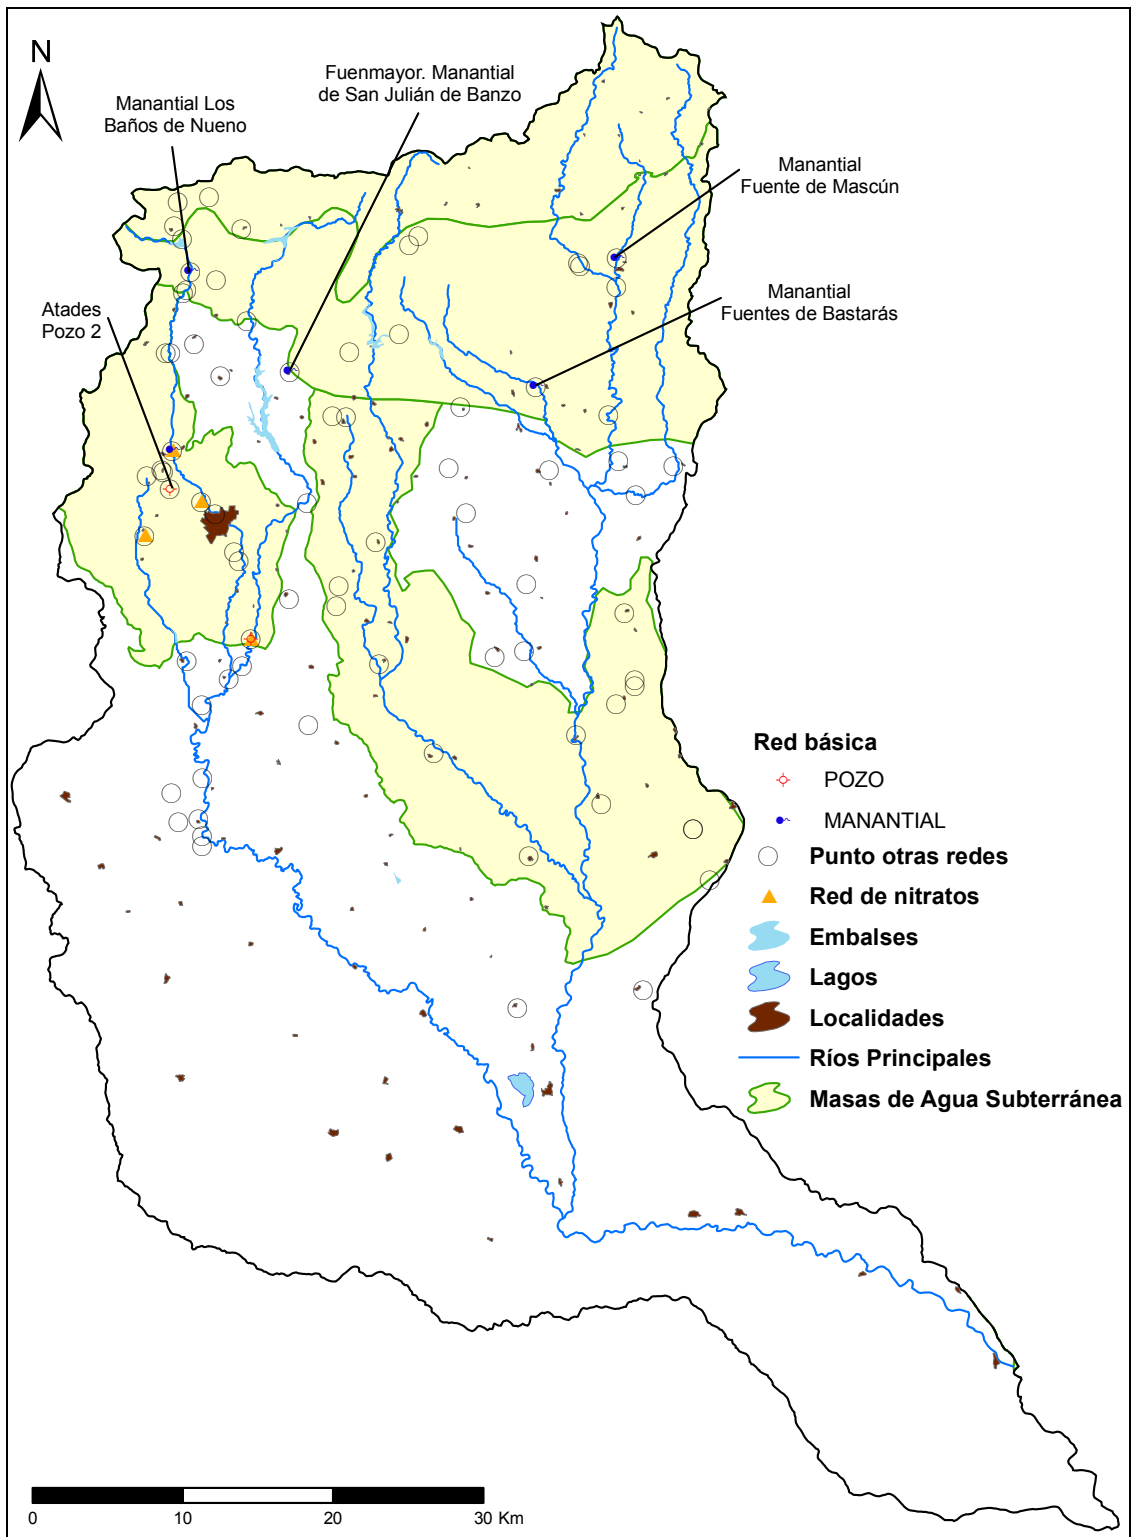 N
Fuenmayor. Manantial
de San Julián de Banzo
Manantial Los
Baños de Nueno
Manantial
Fuente de Mascún
Manantial
Fuentes de Bastarás
Atades
Pozo 2
Red básica
POZO
MANANTIAL
Punto otras redes
Red de nitratos
Embalses
Lagos
Localidades
Ríos Principales
Masas de Agua Subterránea
0 10 20 30 Km